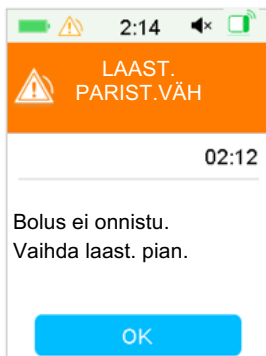 2:14
LAAST.
PARIST.VÄH
02:12
Bolus ei onnistu.
Vaihda laast. pian.
OK